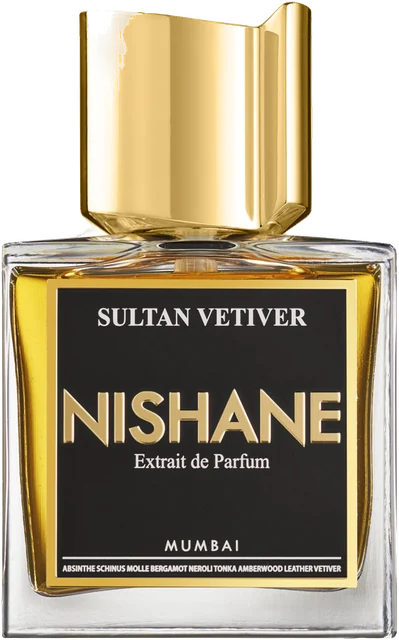 SULTAN VETIVER
NISHANE
Extrait de Parfum
MUMBAI
ABSINTHE SCHINUS MOLLE BERGAMOT NEROLI TONKA AMBERWOOD LEATHER VETIVER